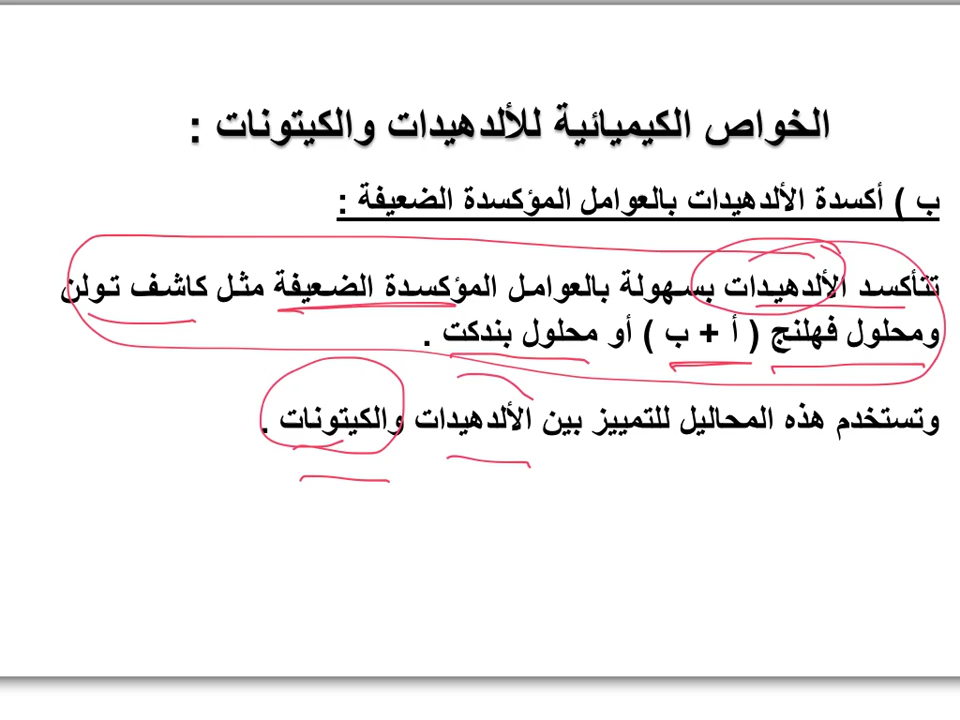 الخواص الكيميائية للألدهيدات والكيتونات :
ب ) أكسدة الألدهيدات بالعوامل المؤكسدة الضعيفة :
تتأكسد الألدهيدات بسهولة بالعوامل المؤكسدة الضعيفة مثل كاشف تولن
ومحلول فهلنج ( أ + ب ) أو محلول بندكت .
وتستخدم هذه المحاليل للتمييز بين الألدهيدات والكيتونات .